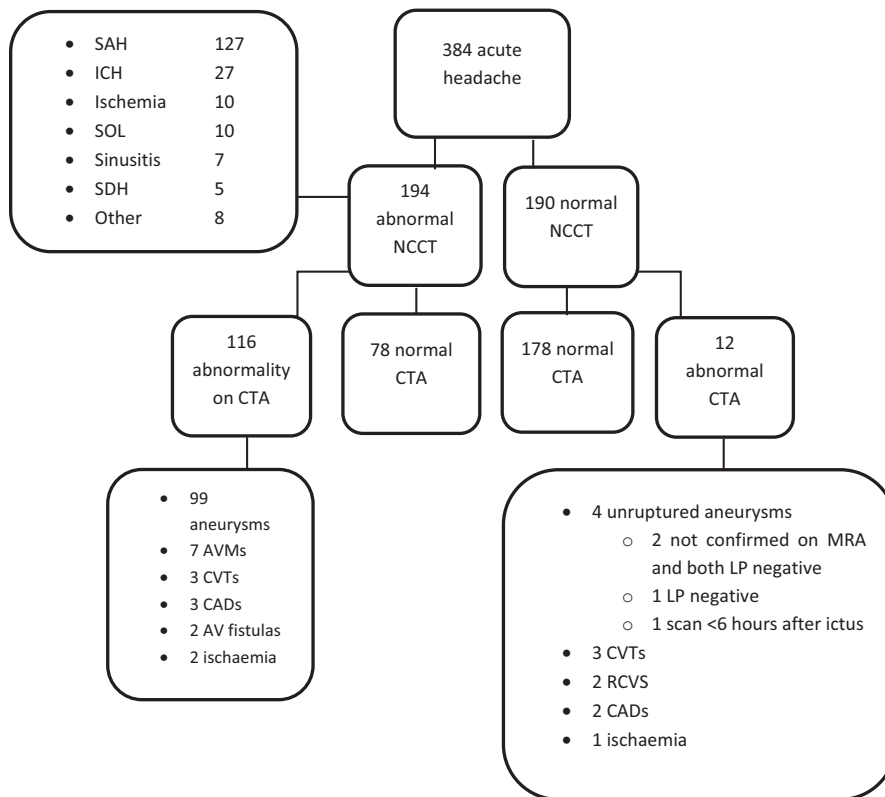 384 acute
headache
• SAH 127
• ICH 27
• Ischemia 10
• SOL 10
• Sinusitis 7
• SDH 5
• Other 8
194
abnormal
NCCT
190 normal
NCCT
116
abnormality
on CTA
78 normal
CTA
178 normal
CTA
12
abnormal
CTA
• 99
aneurysms
• 7 AVMs
• 3 CVTs
• 3 CADs
• 2 AV fistulas
• 2 ischaemia
• 4 unruptured aneurysms
o 2 not confirmed on MRA
and both LP negative
o 1 LP negative
o 1 scan <6 hours after ictus
• 3 CVTs
• 2 RCVS
• 2 CADs
• 1 ischaemia